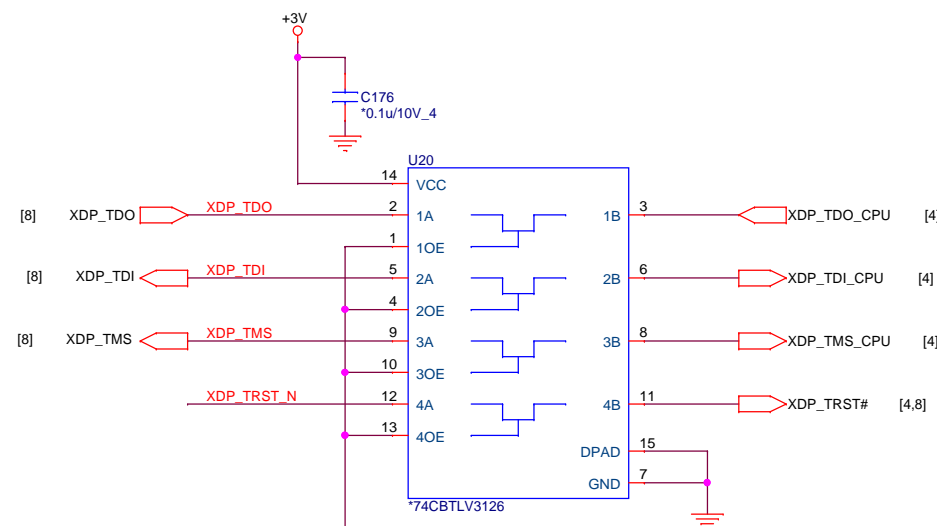 +3V
C176
*0.1u/10V_4
U20
14 VCC
[8] XDP_TDO XDP_TDO 2 1A 1B 3 XDP_TDO_CPU [4]
1 1OE
[8] XDP_TDI XDP_TDI 5 2A 2B 6 XDP_TDI_CPU [4]
4 2OE
[8] XDP_TMS XDP_TMS 9 3A 3B 8 XDP_TMS_CPU [4]
10 3OE
XDP_TRST_N 12 4A 4B 11 XDP_TRST# [4,8]
13 4OE
DPAD 15
GND 7
*74CBTLV3126